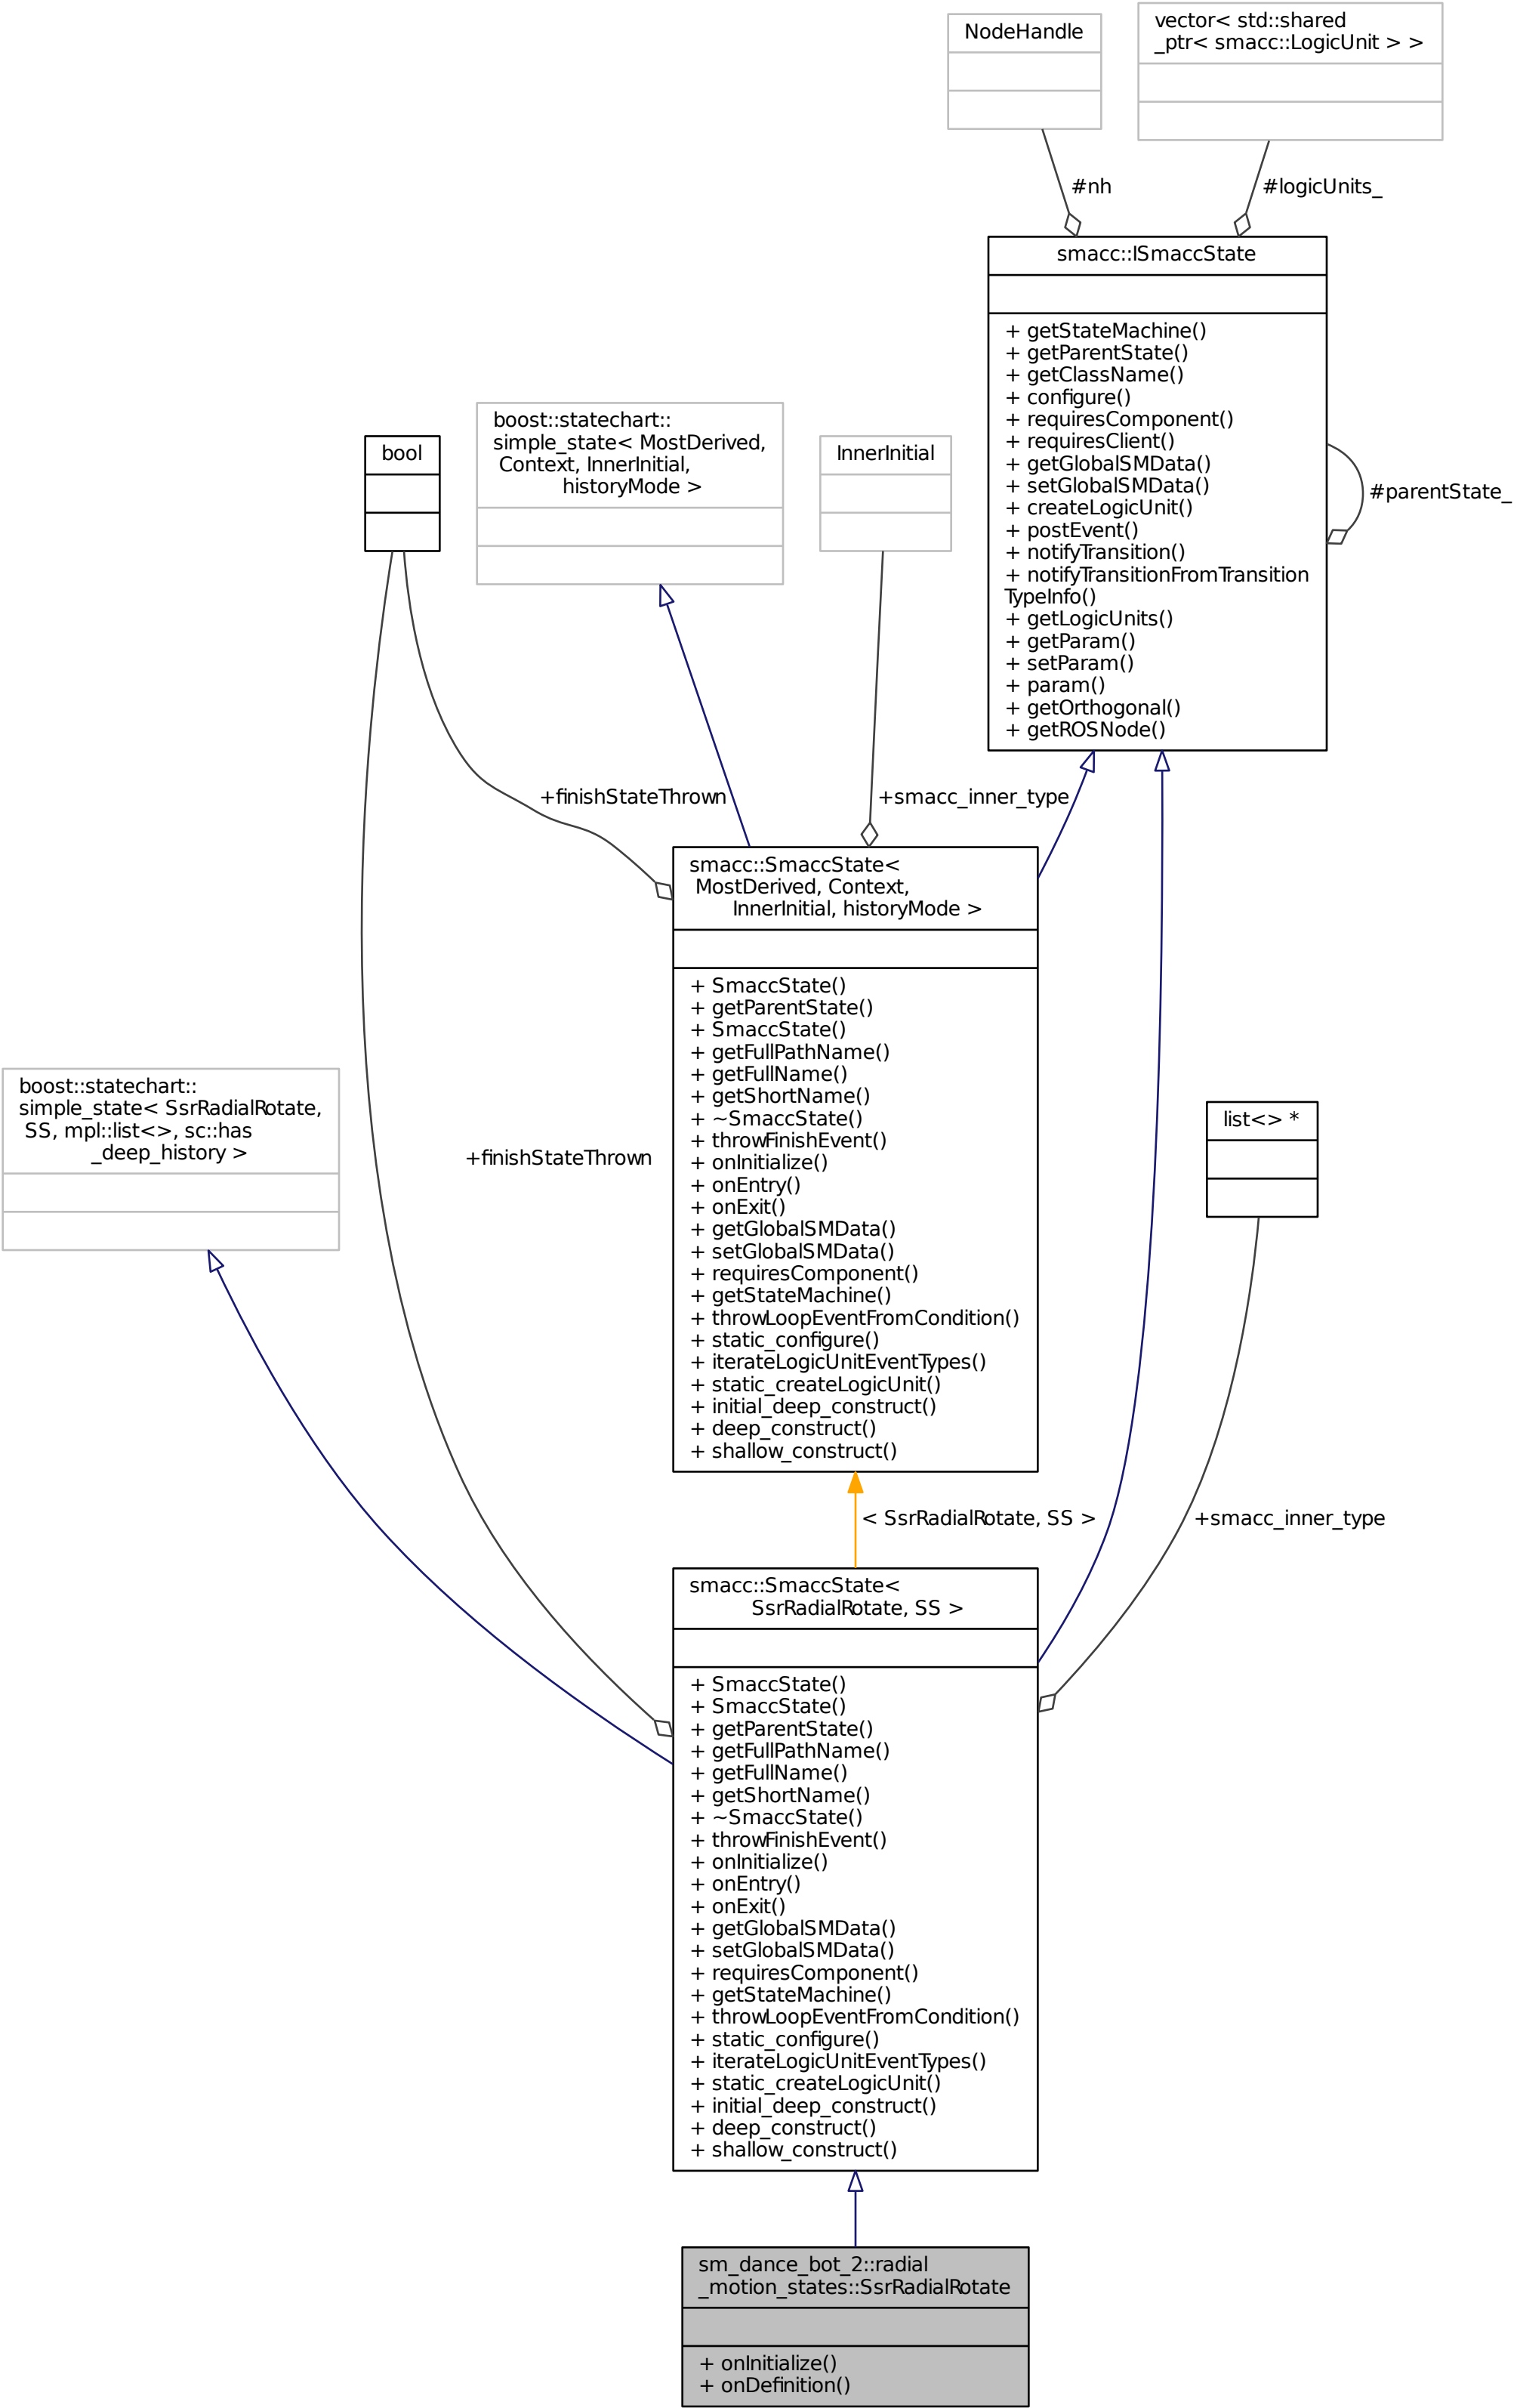 NodeHandle
vector< std::shared
_ptr< smacc::LogicUnit > >
#nh
#logicUnits_
smacc::ISmaccState
+ getStateMachine()
+ getParentState()
+ getClassName()
+ configure()
+ requiresComponent()
+ requiresClient()
+ getGlobalSMData()
+ setGlobalSMData()
+ createLogicUnit()
+ postEvent()
+ notifyTransition()
+ notifyTransitionFromTransition
TypeInfo()
+ getLogicUnits()
+ getParam()
+ setParam()
+ param()
+ getOrthogonal()
+ getROSNode()
#parentState_
bool
boost::statechart::
simple_state< MostDerived,
Context, InnerInitial,
historyMode >
InnerInitial
+finishStateThrown
+smacc_inner_type
smacc::SmaccState<
MostDerived, Context,
InnerInitial, historyMode >
+ SmaccState()
+ getParentState()
+ SmaccState()
+ getFullPathName()
+ getFullName()
+ getShortName()
+ ~SmaccState()
+ throwFinishEvent()
+ onInitialize()
+ onEntry()
+ onExit()
+ getGlobalSMData()
+ setGlobalSMData()
+ requiresComponent()
+ getStateMachine()
+ throwLoopEventFromCondition()
+ static_configure()
+ iterateLogicUnitEventTypes()
+ static_createLogicUnit()
+ initial_deep_construct()
+ deep_construct()
+ shallow_construct()
boost::statechart::
simple_state< SsrRadialRotate,
SS, mpl::list<>, sc::has
_deep_history >
+finishStateThrown
list<> *
< SsrRadialRotate, SS >
+smacc_inner_type
smacc::SmaccState<
SsrRadialRotate, SS >
+ SmaccState()
+ SmaccState()
+ getParentState()
+ getFullPathName()
+ getFullName()
+ getShortName()
+ ~SmaccState()
+ throwFinishEvent()
+ onInitialize()
+ onEntry()
+ onExit()
+ getGlobalSMData()
+ setGlobalSMData()
+ requiresComponent()
+ getStateMachine()
+ throwLoopEventFromCondition()
+ static_configure()
+ iterateLogicUnitEventTypes()
+ static_createLogicUnit()
+ initial_deep_construct()
+ deep_construct()
+ shallow_construct()
sm_dance_bot_2::radial
_motion_states::SsrRadialRotate
+ onInitialize()
+ onDefinition()